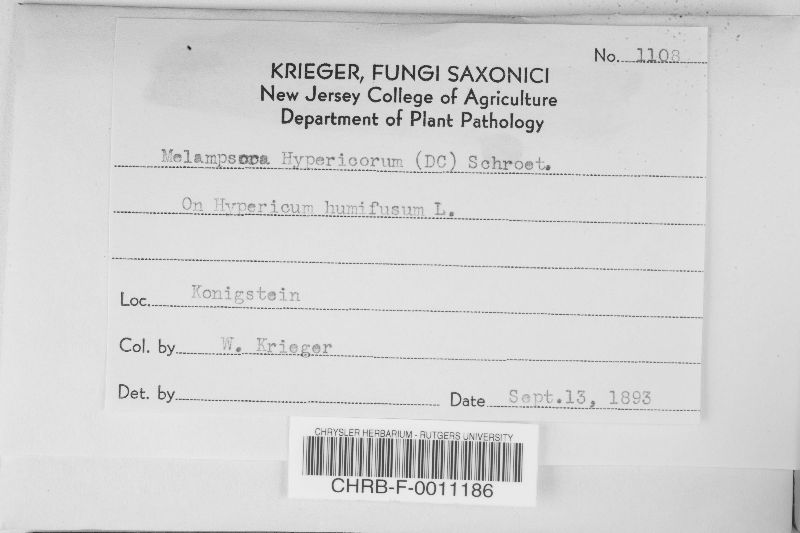 No. 1108
KRIEGER, FUNGI SAXONICI
New Jersey College of Agriculture
Department of Plant Pathology
Melampsora Hypericorum (DC) Schroet.
On Hypericum humifusum L.
Loc. Konigstein
Col. by W. Krieger
Det. by
Date Sept.13, 1893
CHRYSLER HERBARIUM - RUTGERS UNIVERSITY
CHRB-F-0011186